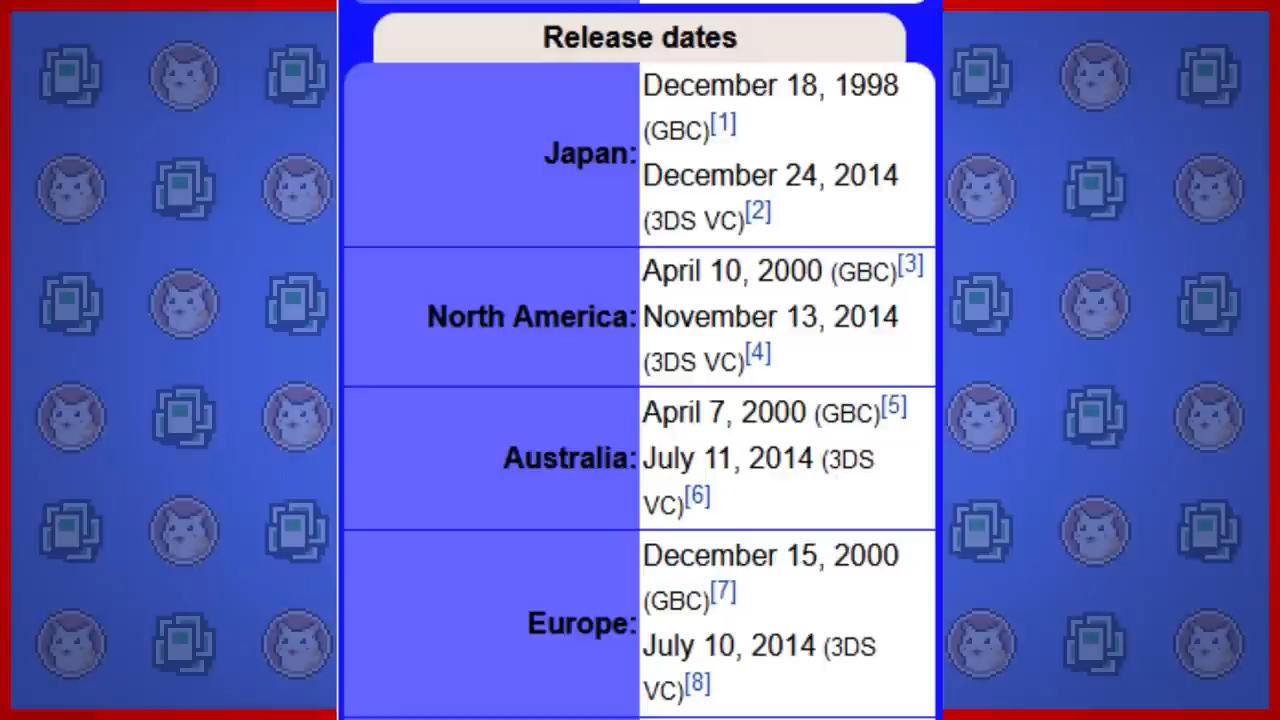 Release dates
Japan:
December 18, 1998
(GBC)[1]
December 24, 2014
(3DS VC)[2]
North America:
April 10, 2000 (GBC)[3]
November 13, 2014
(3DS VC)[4]
Australia:
April 7, 2000 (GBC)[5]
July 11, 2014 (3DS
VC)[6]
Europe:
December 15, 2000
(GBC)[7]
July 10, 2014 (3DS
VC)[8]